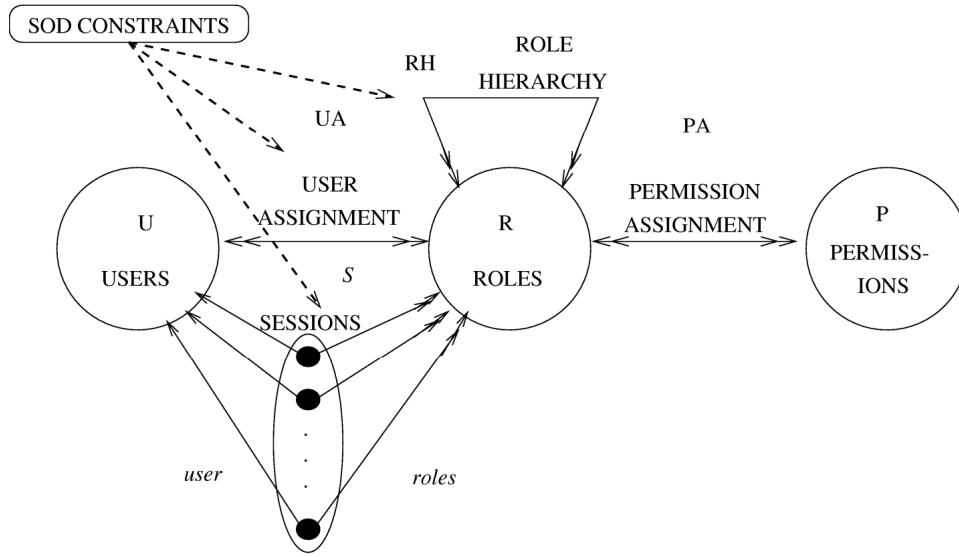 SOD CONSTRAINTS
ROLE
RH
HIERARCHY
UA
PA
USER
ASSIGNMENT
PERMISSION
ASSIGNMENT
U
USERS
R
ROLES
P
PERMISS-
IONS
S
SESSIONS
.
.
.
.
user
roles